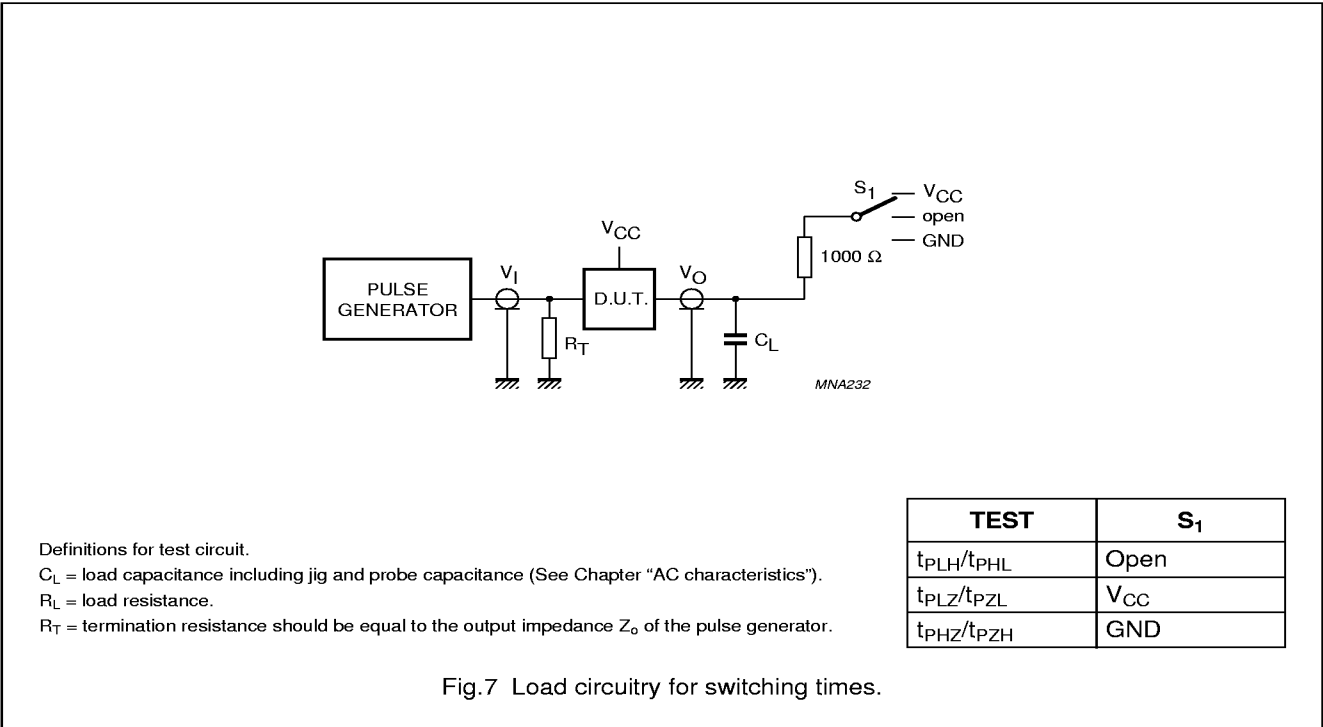 S1
VCC
open
GND
1000 Ω
VCC
PULSE
GENERATOR
VI
D.U.T.
VO
RT
CL
MNA232
Definitions for test circuit.
CL = load capacitance including jig and probe capacitance (See Chapter “AC characteristics”).
RL = load resistance.
RT = termination resistance should be equal to the output impedance Zo of the pulse generator.
TEST S1
tPLH/tPHL Open
tPLZ/tPZL VCC
tPHZ/tPZH GND
Fig.7 Load circuitry for switching times.